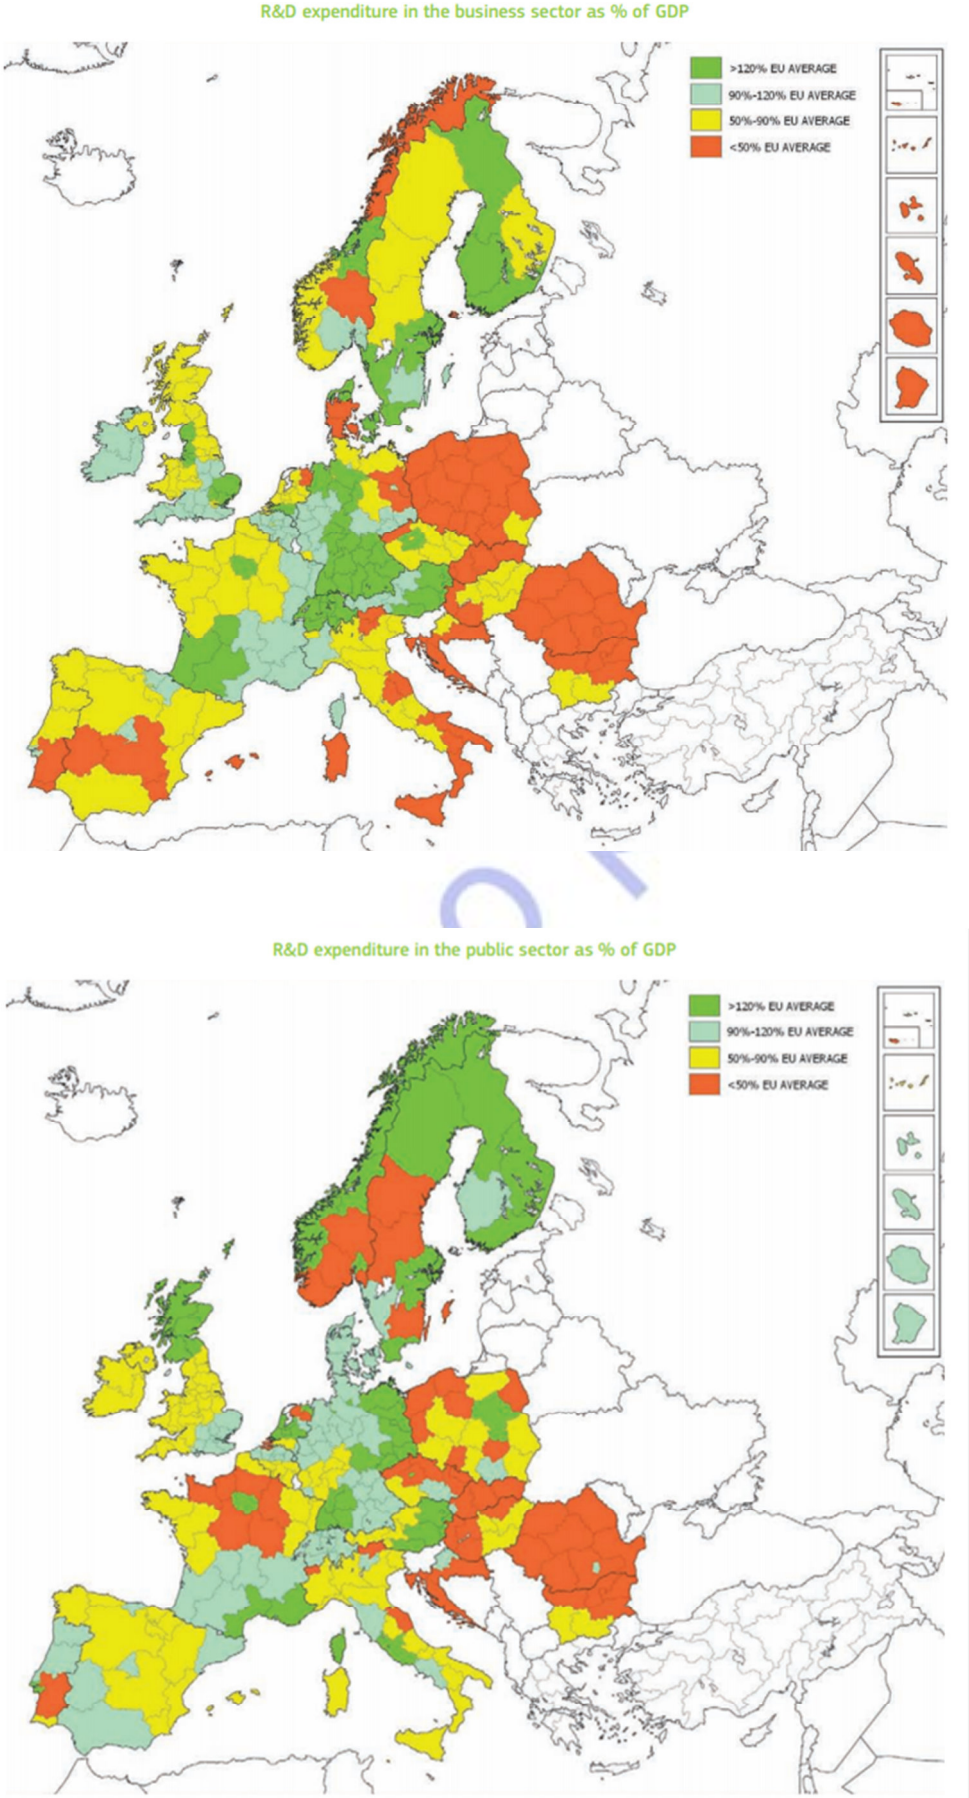 R&D expenditure in the business sector as % of GDP
>120% EU AVERAGE
90%-120% EU AVERAGE
50%-90% EU AVERAGE
<50% EU AVERAGE
R&D expenditure in the public sector as % of GDP
>120% EU AVERAGE
90%-120% EU AVERAGE
50%-90% EU AVERAGE
<50% EU AVERAGE